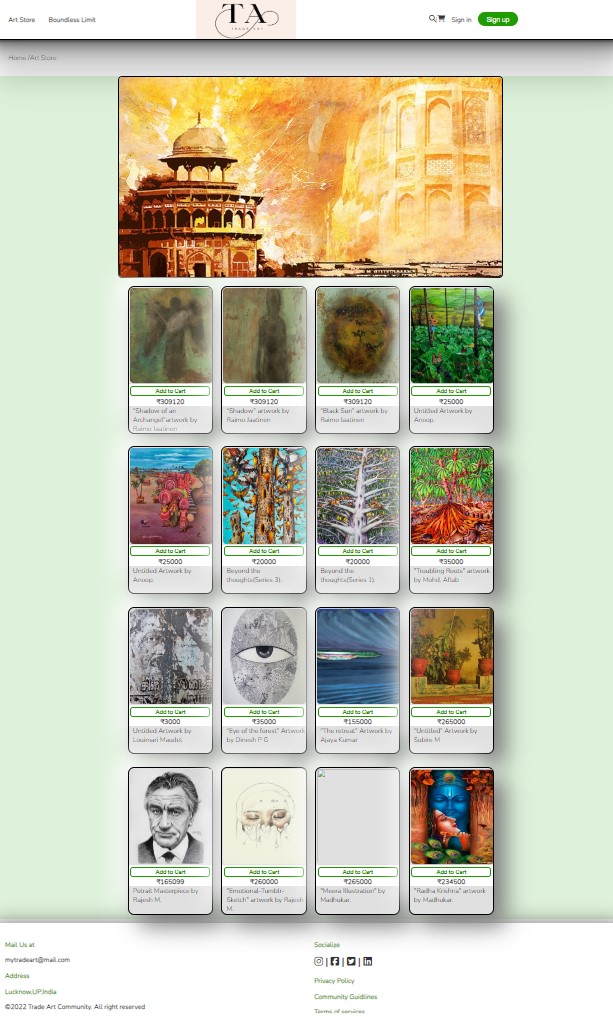 Art Store Boundless Limit
TA
TRADE ART
Sign in Sign up
Home /Art Store
Add to Cart
₹309120
"Shadow of an
Archangel"artwork by
Raimo Jaatinen
Add to Cart
₹309120
"Shadow" artwork by
Raimo Jaatinen
Add to Cart
₹309120
"Black Sun" artwork by
Raimo Jaatinen
Add to Cart
₹25000
Untitled Artwork by
Anoop.
Add to Cart
₹25000
Untitled Artwork by
Anoop.
Add to Cart
₹20000
Beyond the
thoughts(Series 3).
Add to Cart
₹20000
Beyond the
thoughts(Series 1).
Add to Cart
₹35000
"Troubling Roots" artwork
by Mohd. Aftab
Add to Cart
₹3000
Untitled Artwork by
Louimari Maudet
Add to Cart
₹35000
"Eye of the forest" Artwork
by Dinesh P G
Add to Cart
₹155000
"The retreat" Artwork by
Ajaya Kumar
Add to Cart
₹265000
"Untitled" Artwork by
Subire M
Add to Cart
₹165099
Potrait Masterpiece by
Rajesh M.
Add to Cart
₹260000
"Emotional-Tumblr-
Sketch" artwork by Rajesh
M.
Add to Cart
₹265000
"Meera Illustration" by
Madhukar.
Add to Cart
₹234500
"Radha Krishna" artwork
by Madhukar.
Mail Us at
mytradeart@mail.com
Address
Lucknow,UP,India
©2022 Trade Art Community. All right reserved
Socialize
| | |
Privacy Policy
Community Guidlines
Terms of services